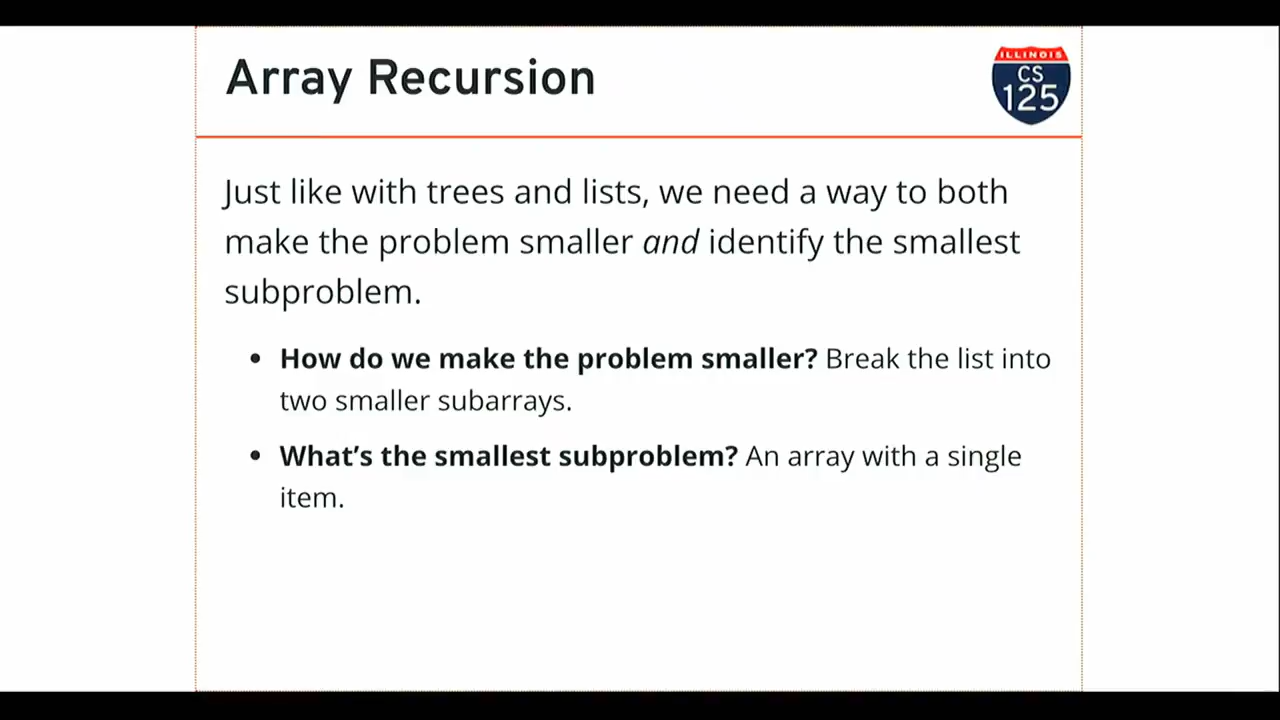 Array Recursion
ILLINOIS
CS
125
Just like with trees and lists, we need a way to both
make the problem smaller and identify the smallest
subproblem.
• How do we make the problem smaller? Break the list into
two smaller subarrays.
• What’s the smallest subproblem? An array with a single
item.